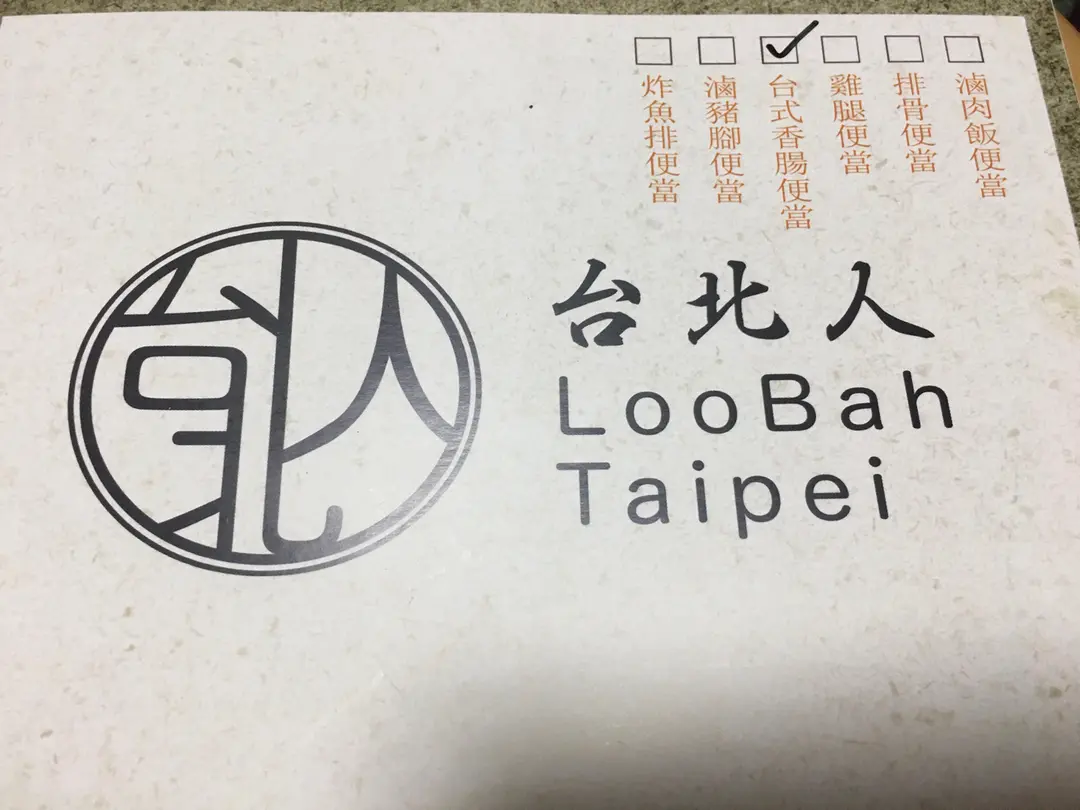 滷肉飯便當
排骨便當
雞腿便當
台式香腸便當
滷豬腳便當
炸魚排便當
台北人
台北人
LooBah
Taipei